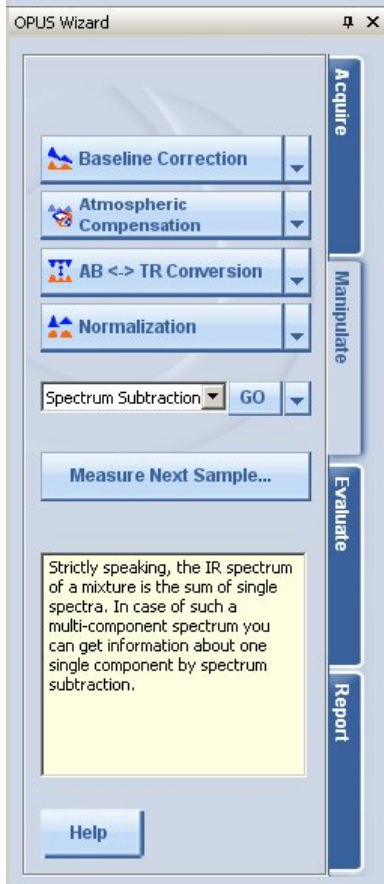 OPUS Wizard
Acquire
Baseline Correction
Atmospheric
Compensation
AB <-> TR Conversion
Manipulate
Normalization
Spectrum Subtraction
GO
Measure Next Sample...
Evaluate
Strictly speaking, the IR spectrum
of a mixture is the sum of single
spectra. In case of such a
multi-component spectrum you
can get information about one
single component by spectrum
subtraction.
Report
Help